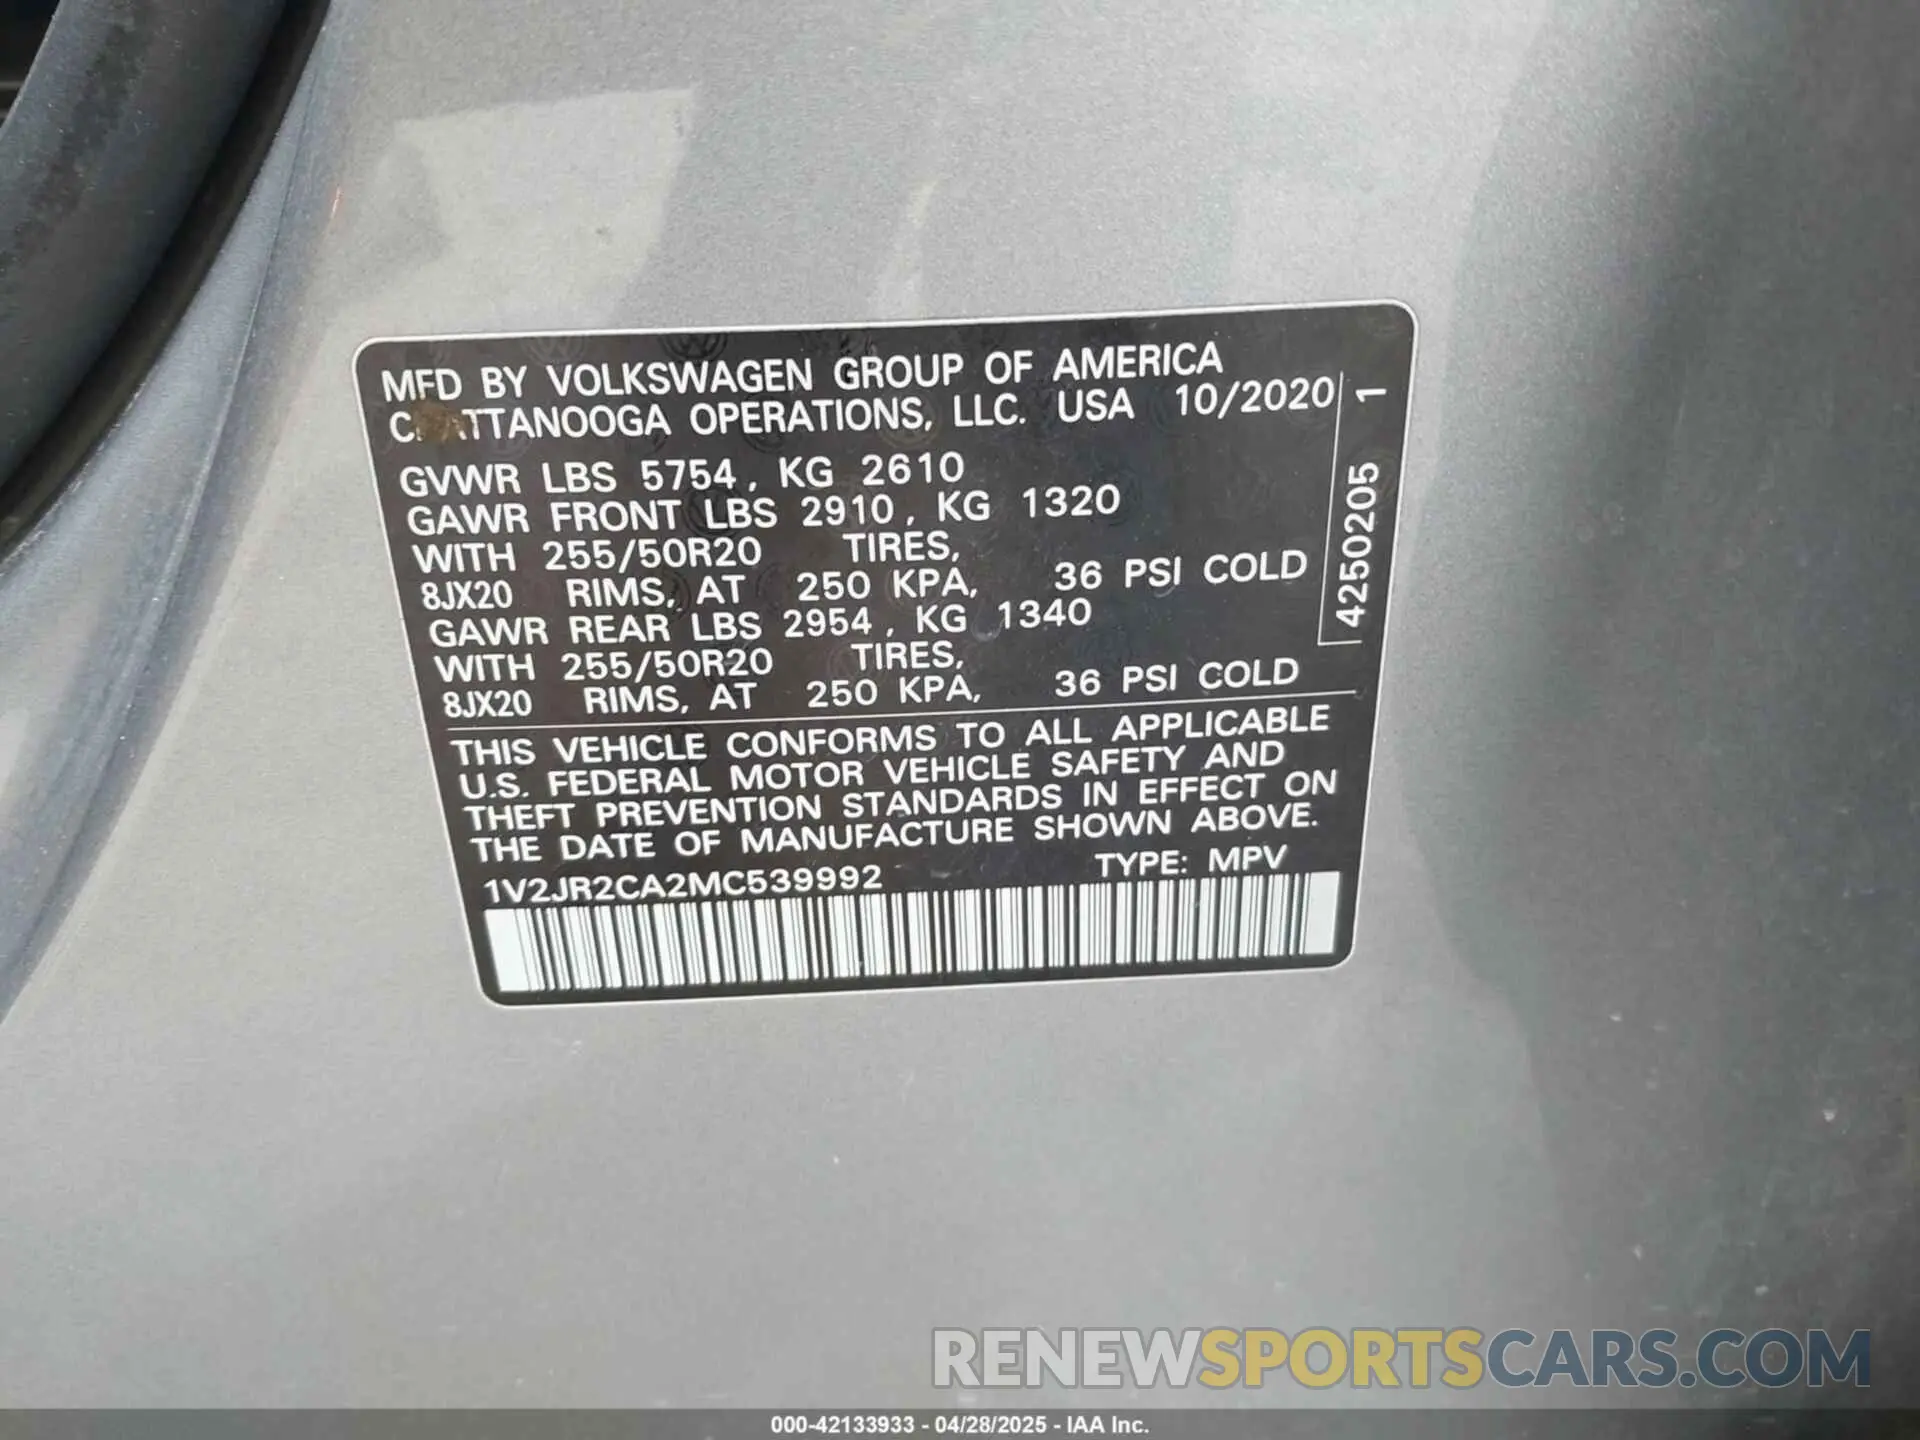 MFD BY VOLKSWAGEN GROUP OF AMERICA
CHATTANOOGA OPERATIONS, LLC. USA 10/2020
GVWR LBS 5754, KG 2610
GAWR FRONT LBS 2910, KG 1320
WITH 255/50R20 TIRES,
8JX20 RIMS, AT 250 KPA, 36 PSI COLD
GAWR REAR LBS 2954, KG 1340
WITH 255/50R20 TIRES,
8JX20 RIMS, AT 250 KPA, 36 PSI COLD
4250205 1
THIS VEHICLE CONFORMS TO ALL APPLICABLE
U.S. FEDERAL MOTOR VEHICLE SAFETY AND
THEFT PREVENTION STANDARDS IN EFFECT ON
THE DATE OF MANUFACTURE SHOWN ABOVE.
1V2JR2CA2MC539992 TYPE: MPV
RENEWSPORTSCARS.COM
000-42133933 - 04/28/2025 - IAA Inc.